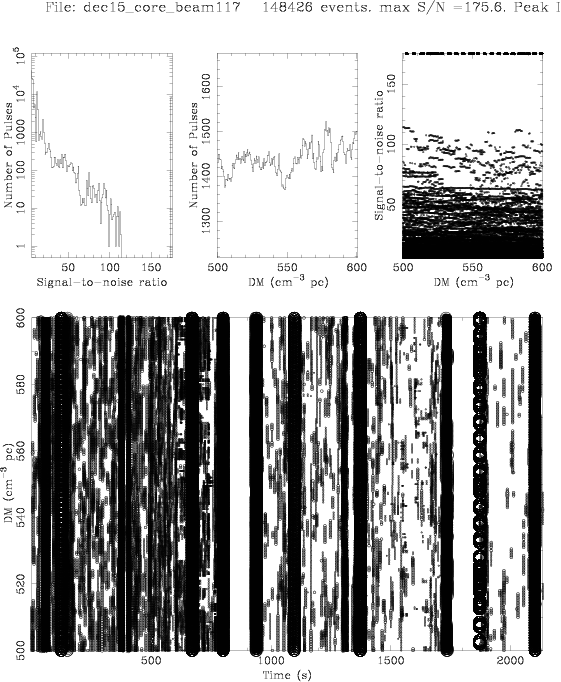 File: dec15_core_beam117 148426 events. max S/N =175.6. Peak I
Number of Pulses
10^5
10^4
1000
100
10
1
50 100 150
Signal-to-noise ratio
Number of Pulses
1600
1500
1400
1300
500 550 600
DM (cm^-3 pc)
Signal-to-noise ratio
150
100
50
500 550 600
DM (cm^-3 pc)
DM (cm^-3 pc)
600
580
560
540
520
500
500 1000 1500 2000
Time (s)